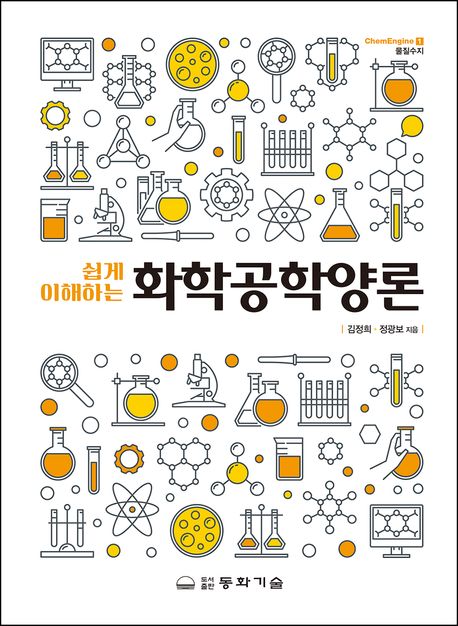 ChemEngine 1
물질수지
쉽게
이해하는
화학공학양론
김정희 · 정광보 지음
도서
출판
동화기술